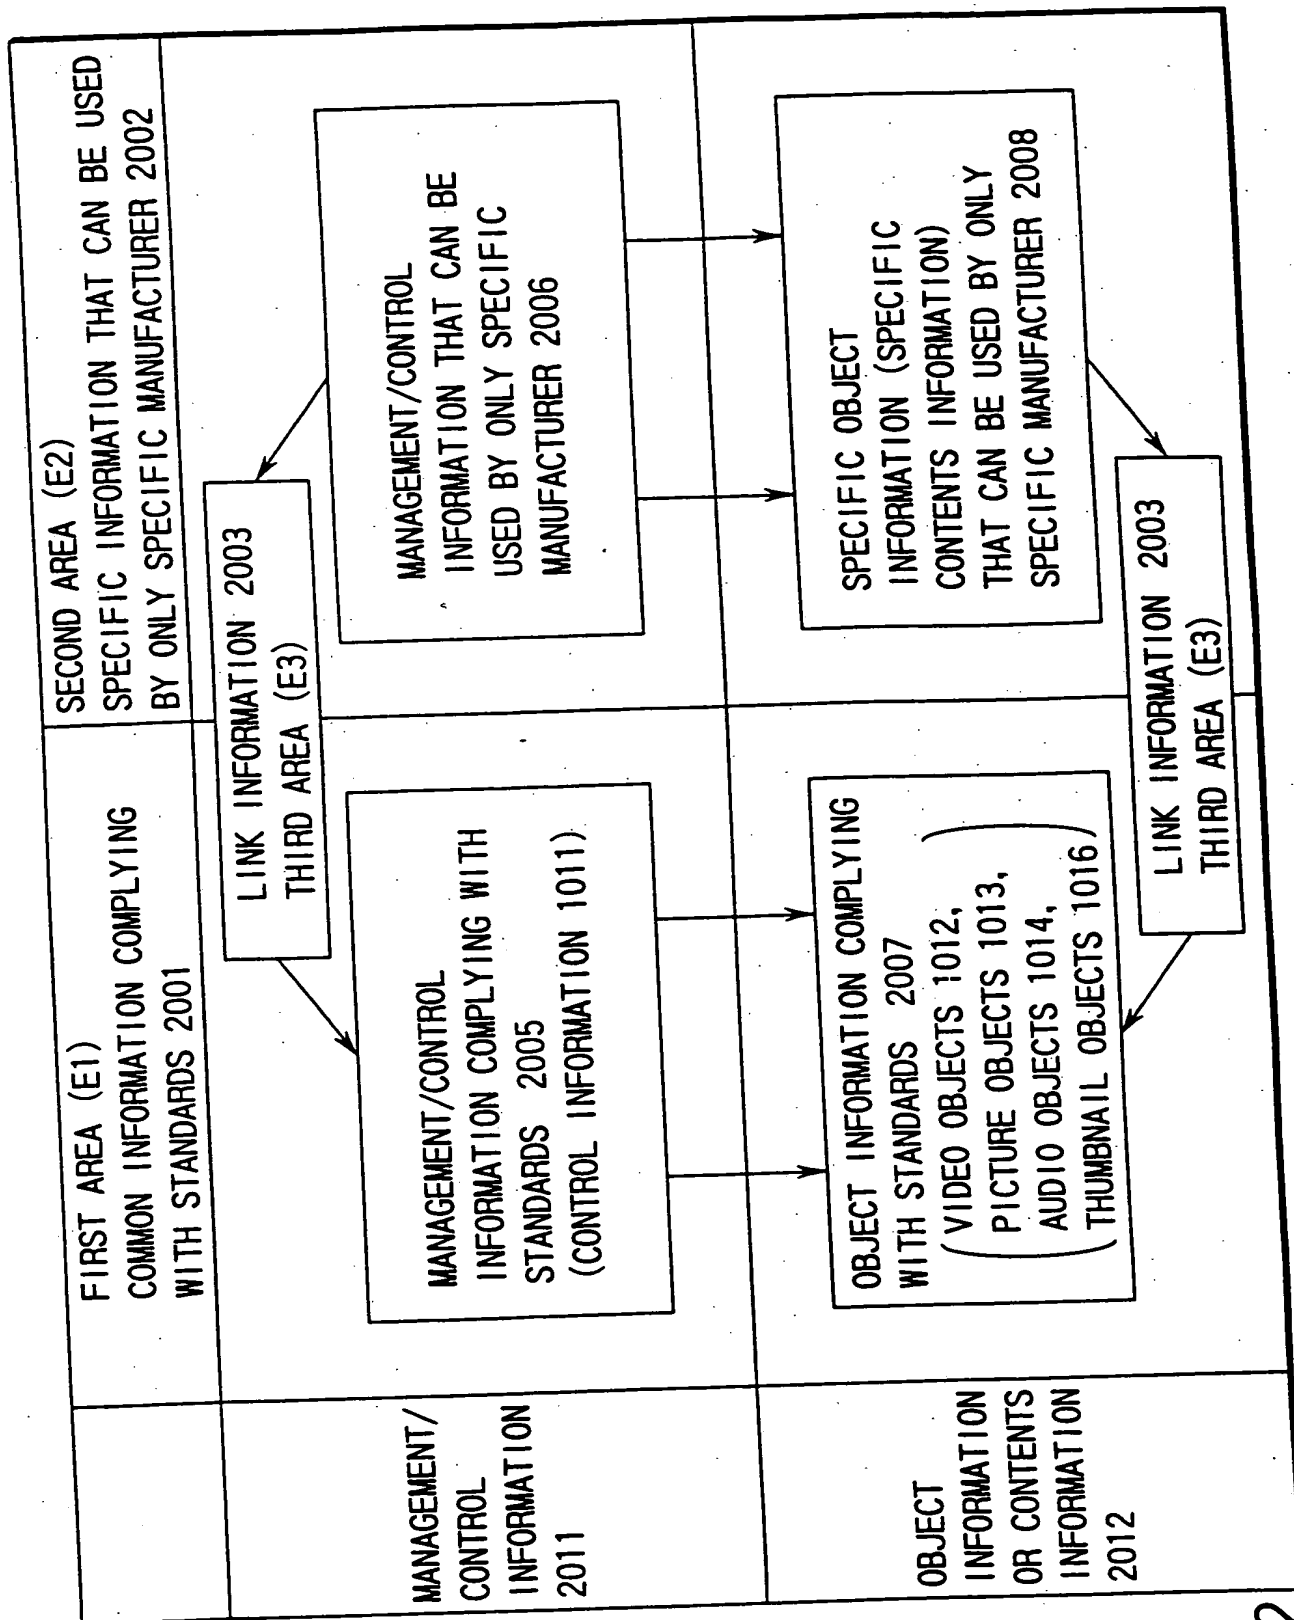 FIRST AREA (E1)
COMMON INFORMATION COMPLYING
WITH STANDARDS 2001
SECOND AREA (E2)
SPECIFIC INFORMATION THAT CAN BE USED
BY ONLY SPECIFIC MANUFACTURER 2002
MANAGEMENT/
CONTROL
INFORMATION
2011
LINK INFORMATION 2003
THIRD AREA (E3)
MANAGEMENT/CONTROL
INFORMATION COMPLYING WITH
STANDARDS 2005
(CONTROL INFORMATION 1011)
MANAGEMENT/CONTROL
INFORMATION THAT CAN BE
USED BY ONLY SPECIFIC
MANUFACTURER 2006
OBJECT
INFORMATION
OR CONTENTS
INFORMATION
2012
OBJECT INFORMATION COMPLYING
WITH STANDARDS 2007
(VIDEO OBJECTS 1012,
PICTURE OBJECTS 1013,
AUDIO OBJECTS 1014,
THUMBNAIL OBJECTS 1016)
SPECIFIC OBJECT
INFORMATION (SPECIFIC
CONTENTS INFORMATION)
THAT CAN BE USED BY ONLY
SPECIFIC MANUFACTURER 2008
LINK INFORMATION 2003
THIRD AREA (E3)